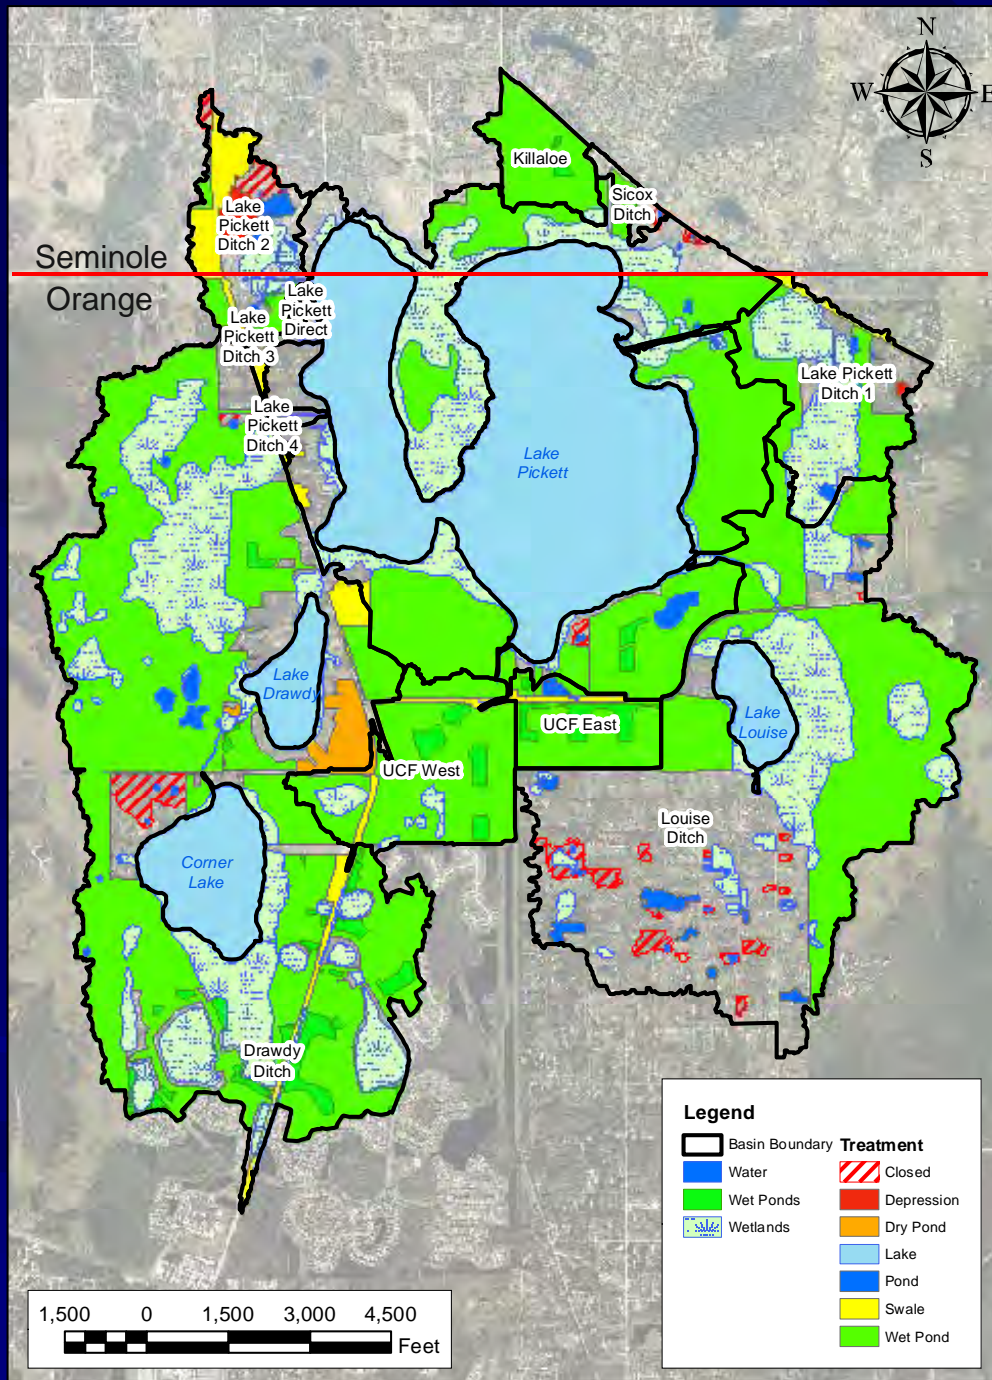 N
W
E
S
Killaloe
Sicox
Ditch
Lake
Pickett
Ditch 2
Seminole
Orange
Lake
Pickett
Direct
Lake
Pickett
Ditch 3
Lake Pickett
Ditch 1
Lake
Pickett
Ditch 4
Lake
Pickett
Lake
Drawdy
Lake
Louise
UCF East
UCF West
Louise
Ditch
Corner
Lake
Drawdy
Ditch
Legend
Basin Boundary
Water
Wet Ponds
Wetlands
Treatment
Closed
Depression
Dry Pond
Lake
Pond
Swale
Wet Pond
1,500 0 1,500 3,000 4,500
Feet